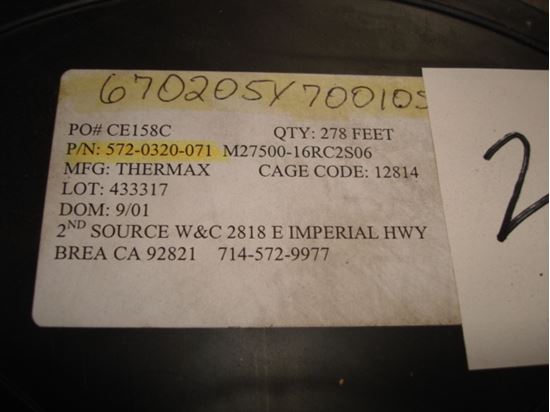 670205Y70010S
PO# CE158C QTY: 278 FEET
P/N: 572-0320-071 M27500-16RC2S06
MFG: THERMAX CAGE CODE: 12814
LOT: 433317
DOM: 9/01
2ND SOURCE W&C 2818 E IMPERIAL HWY
BREA CA 92821 714-572-9977
2